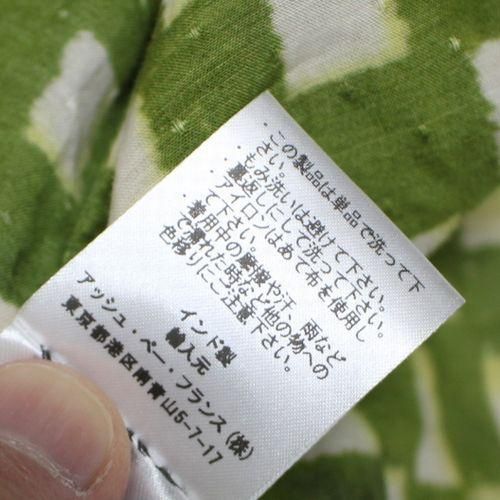 ・この製品は単品で洗って下
さい。
・もみ洗いは避けて下さい。
・裏返しにして洗って下さい。
・アイロンはあて布を使用し
て下さい。
・着用中の摩擦や汗、雨など
で濡れた時など他の物への
色移りにご注意下さい。
インド製
輸入元
アッシュ・ペー・フランス(株)
東京都港区南青山5-7-17